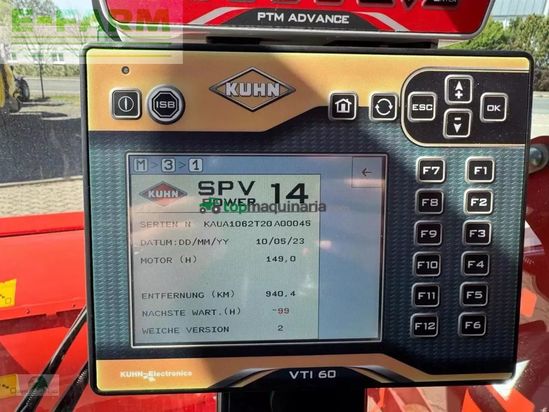 E-FARM
PTM ADVANCE
KUHN
ISB
ESC
+
-
OK
M > 3 > 1
←
KUHN
SPV
POWER
14
topmaquinaria
SERIEN N KAUA1062T20A00045
DATUM:DD/MM/YY 10/05/23
MOTOR (H) 149,0
ENTFERNUNG (KM) 940,4
NACHSTE WART.(H) -99
WEICHE VERSION 2
F7 F1
F8 F2
F9 F3
F10 F4
F11 F5
F12 F6
KUHN-Electronics
VTI 60